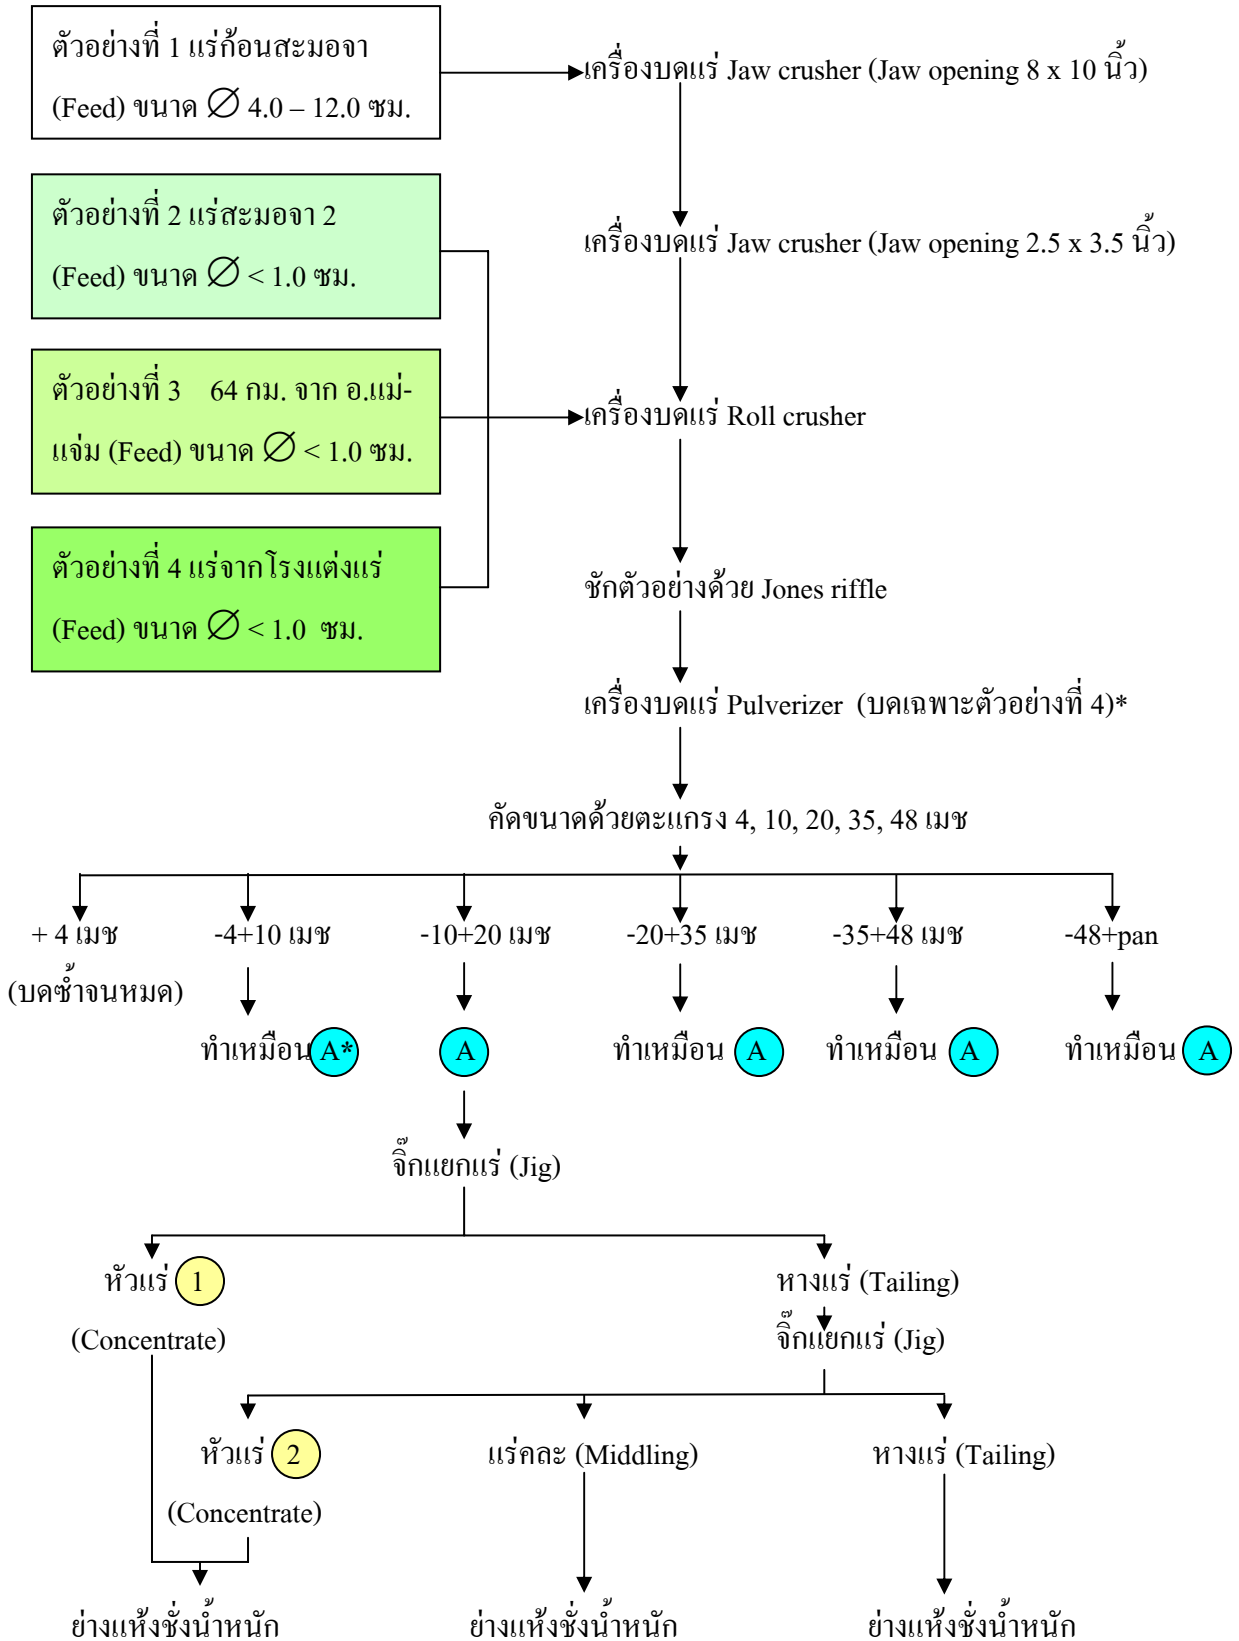 ตัวอย่างที่ 1 แร่ก้อนสะมอจา
(Feed) ขนาด ∅ 4.0 – 12.0 ซม.
เครื่องบดแร่ Jaw crusher (Jaw opening 8 x 10 นิ้ว)
ตัวอย่างที่ 2 แร่สะมอจา 2
(Feed) ขนาด ∅ < 1.0 ซม.
เครื่องบดแร่ Jaw crusher (Jaw opening 2.5 x 3.5 นิ้ว)
ตัวอย่างที่ 3 64 กม. จาก อ.แม่-
แจ่ม (Feed) ขนาด ∅ < 1.0 ซม.
เครื่องบดแร่ Roll crusher
ตัวอย่างที่ 4 แร่จากโรงแต่งแร่
(Feed) ขนาด ∅ < 1.0 ซม.
ชักตัวอย่างด้วย Jones riffle
เครื่องบดแร่ Pulverizer (บดเฉพาะตัวอย่างที่ 4)*
คัดขนาดด้วยตะแกรง 4, 10, 20, 35, 48 เมช
+ 4 เมช -4+10 เมช -10+20 เมช -20+35 เมช -35+48 เมช -48+pan
(บดซ้ำจนหมด)
ทำเหมือน A* A ทำเหมือน A ทำเหมือน A ทำเหมือน A
จิ๊กแยกแร่ (Jig)
หัวแร่ 1 หางแร่ (Tailing)
(Concentrate) จิ๊กแยกแร่ (Jig)
หัวแร่ 2 แร่คละ (Middling) หางแร่ (Tailing)
(Concentrate)
ย่างแห้งชั่งน้ำหนัก ย่างแห้งชั่งน้ำหนัก ย่างแห้งชั่งน้ำหนัก